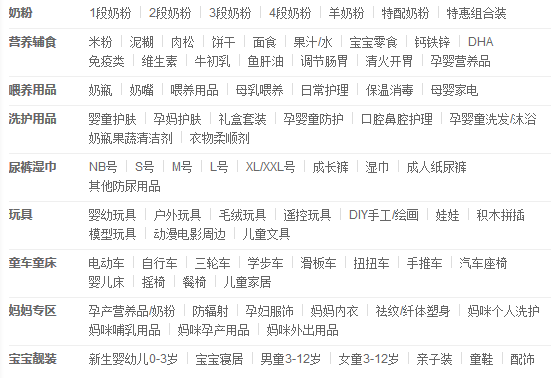 奶粉 1段奶粉 2段奶粉 3段奶粉 4段奶粉 羊奶粉 特配奶粉 特惠组合装
营养辅食 米粉 泥糊 肉松 饼干 面食 果汁/水 宝宝零食 钙铁锌 DHA
免疫类 维生素 牛初乳 鱼肝油 调节肠胃 清火开胃 孕婴营养品
喂养用品 奶瓶 奶嘴 喂养用品 母乳喂养 日常护理 保温消毒 母婴家电
洗护用品 婴童护肤 孕妈护肤 礼盒套装 孕婴童防护 口腔鼻腔护理 孕婴童洗发/沐浴
奶瓶果蔬清洁剂 衣物柔顺剂
尿裤湿巾 NB号 S号 M号 L号 XL/XXL号 成长裤 湿巾 成人纸尿裤
其他防尿用品
玩具 婴幼玩具 户外玩具 毛绒玩具 遥控玩具 DIY手工/绘画 娃娃 积木拼插
模型玩具 动漫电影周边 儿童文具
童车童床 电动车 自行车 三轮车 学步车 滑板车 扭扭车 手推车 汽车座椅
婴儿床 摇椅 餐椅 儿童家居
妈妈专区 孕产营养品/奶粉 防辐射 孕妇服饰 妈妈内衣 祛纹/纤体塑身 妈咪个人洗护
妈咪哺乳用品 妈咪孕产用品 妈咪外出用品
宝宝靓装 新生婴幼儿0-3岁 宝宝寝居 男童3-12岁 女童3-12岁 亲子装 童鞋 配饰